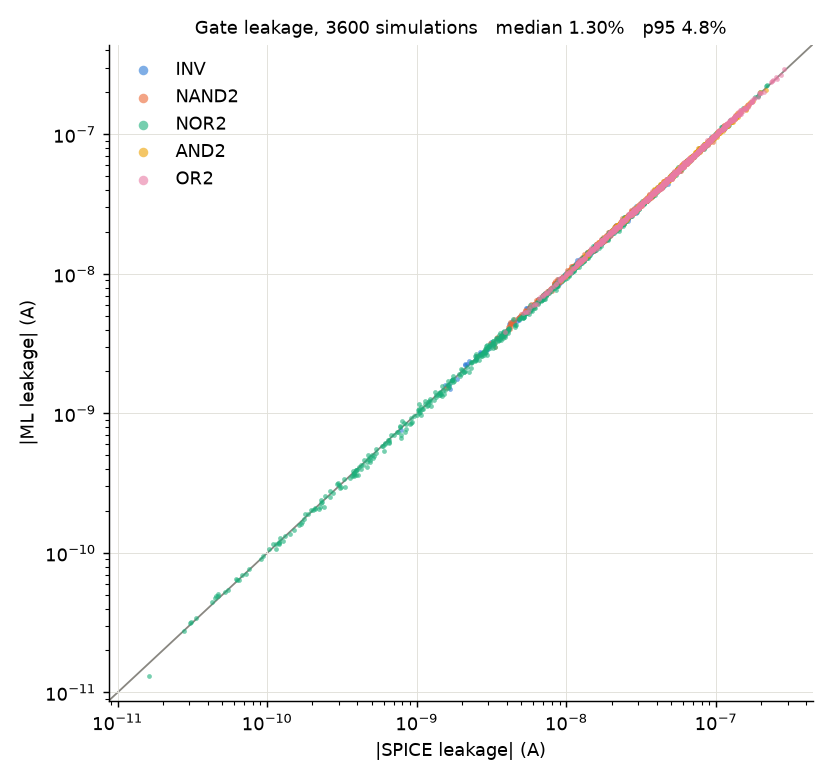 Gate leakage, 3600 simulations   median 1.30%   p95 4.8%
INV
NAND2
NOR2
AND2
OR2
10⁻⁷
10⁻⁸
10⁻⁹
10⁻¹⁰
10⁻¹¹
|ML leakage| (A)
10⁻¹¹ 10⁻¹⁰ 10⁻⁹ 10⁻⁸ 10⁻⁷
|SPICE leakage| (A)